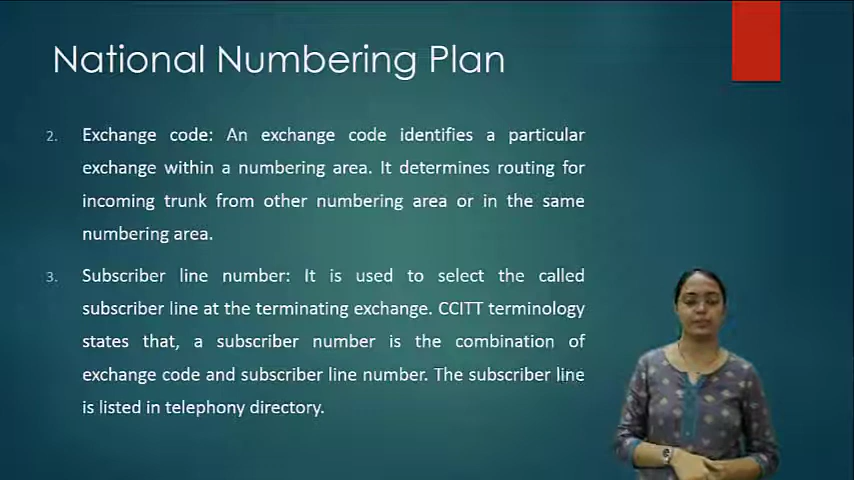 National Numbering Plan
2. Exchange code: An exchange code identifies a particular
exchange within a numbering area. It determines routing for
incoming trunk from other numbering area or in the same
numbering area.
3. Subscriber line number: It is used to select the called
subscriber line at the terminating exchange. CCITT terminology
states that, a subscriber number is the combination of
exchange code and subscriber line number. The subscriber line
is listed in telephony directory.